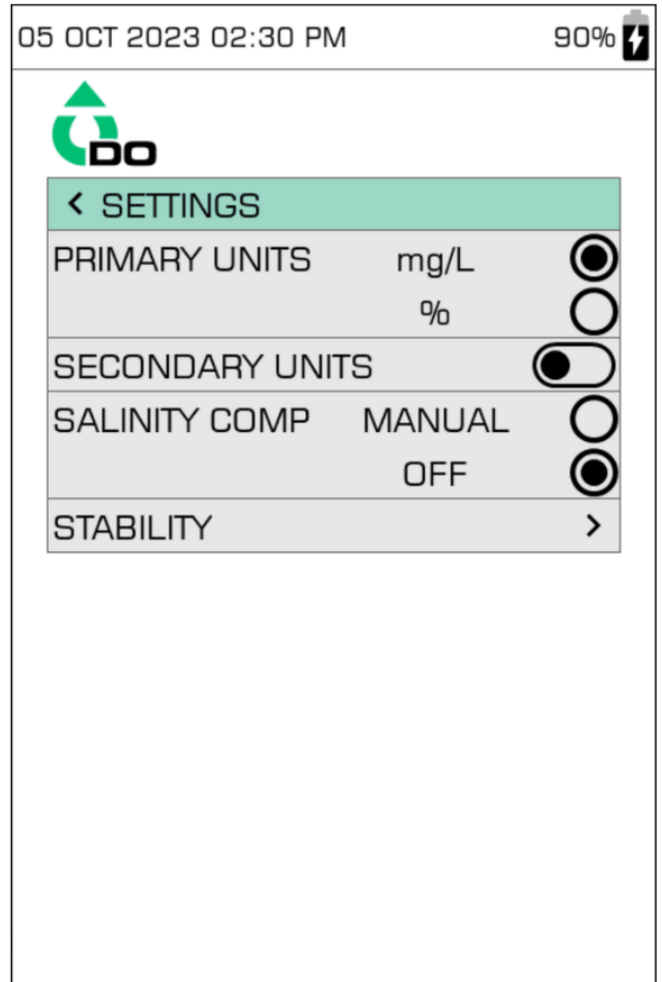 05 OCT 2023 02:30 PM 90%
DO
< SETTINGS
PRIMARY UNITS mg/L
%
SECONDARY UNITS
SALINITY COMP MANUAL
OFF
STABILITY >